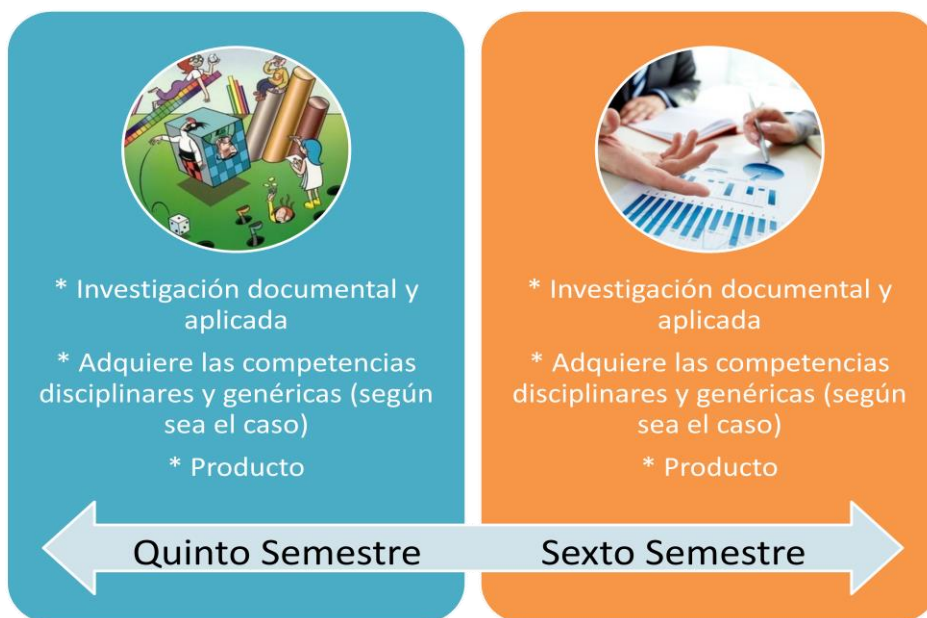 * Investigación documental y
aplicada
* Adquiere las competencias
disciplinares y genéricas (según
sea el caso)
* Producto
Quinto Semestre
* Investigación documental y
aplicada
* Adquiere las competencias
disciplinares y genéricas (según
sea el caso)
* Producto
Sexto Semestre